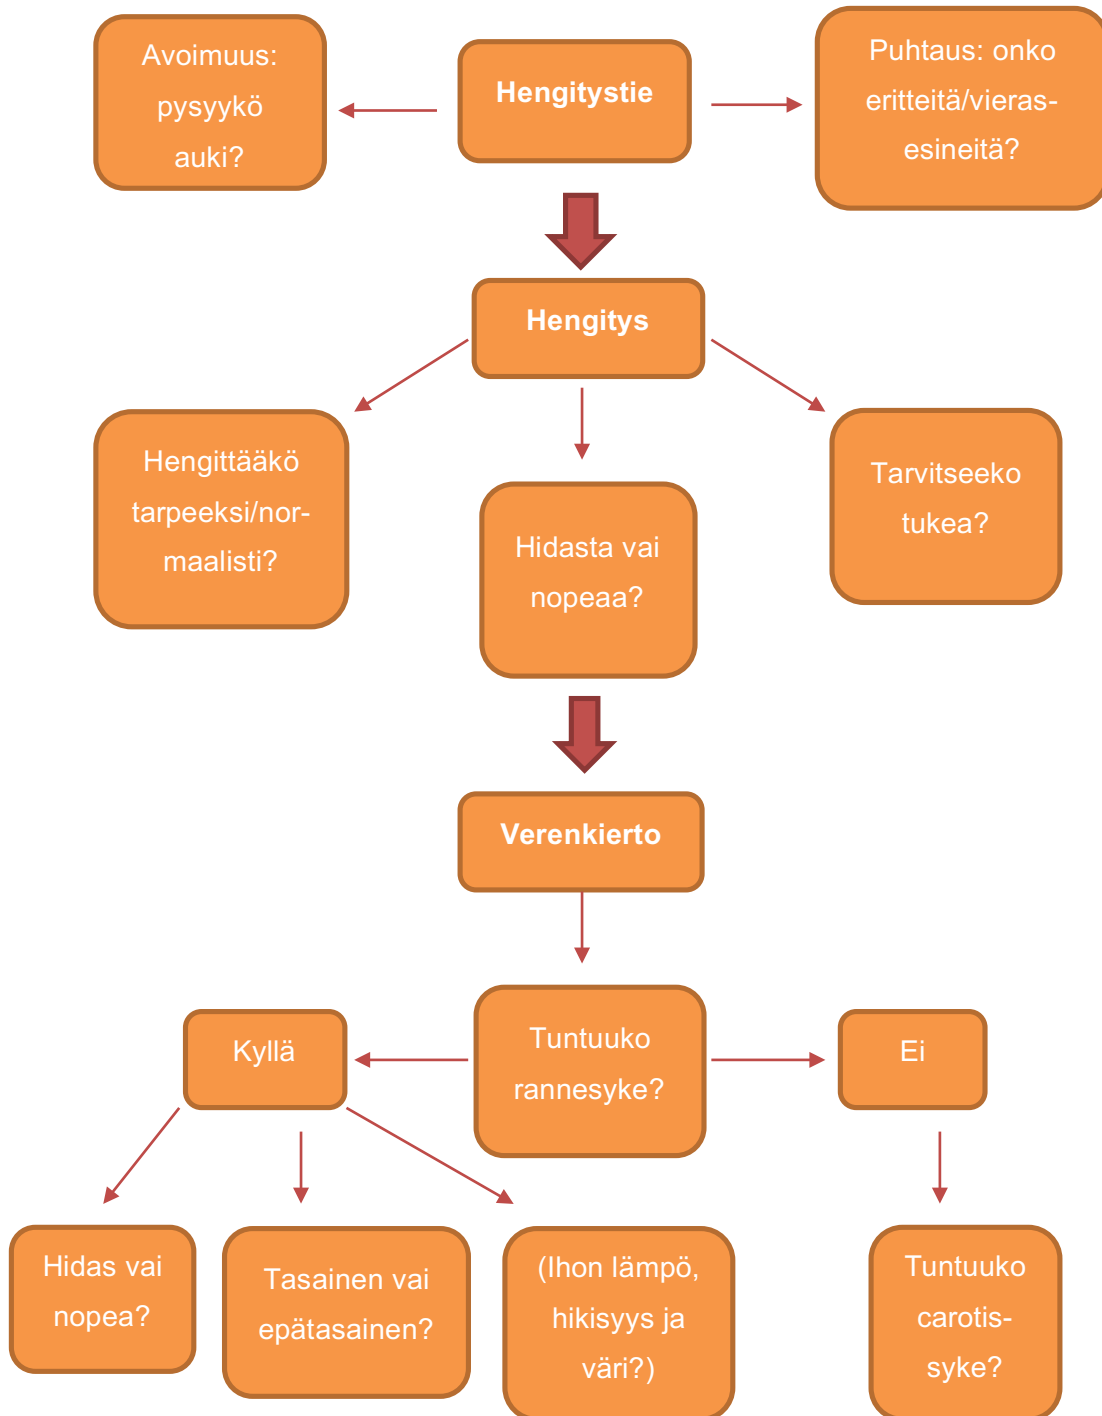 Avoimuus:
pysyykö
auki?
Hengitystie
Puhtaus: onko
eritteitä/vieras-
esineitä?
Hengitys
Hengittääkö
tarpeeksi/nor-
maalisti?
Hidasta vai
nopeaa?
Tarvitseeko
tukea?
Verenkierto
Tuntuuko
rannesyke?
Kyllä
Ei
Hidas vai
nopea?
Tasainen vai
epätasainen?
(Ihon lämpö,
hikisyys ja
väri?)
Tuntuuko
carotis-
syke?